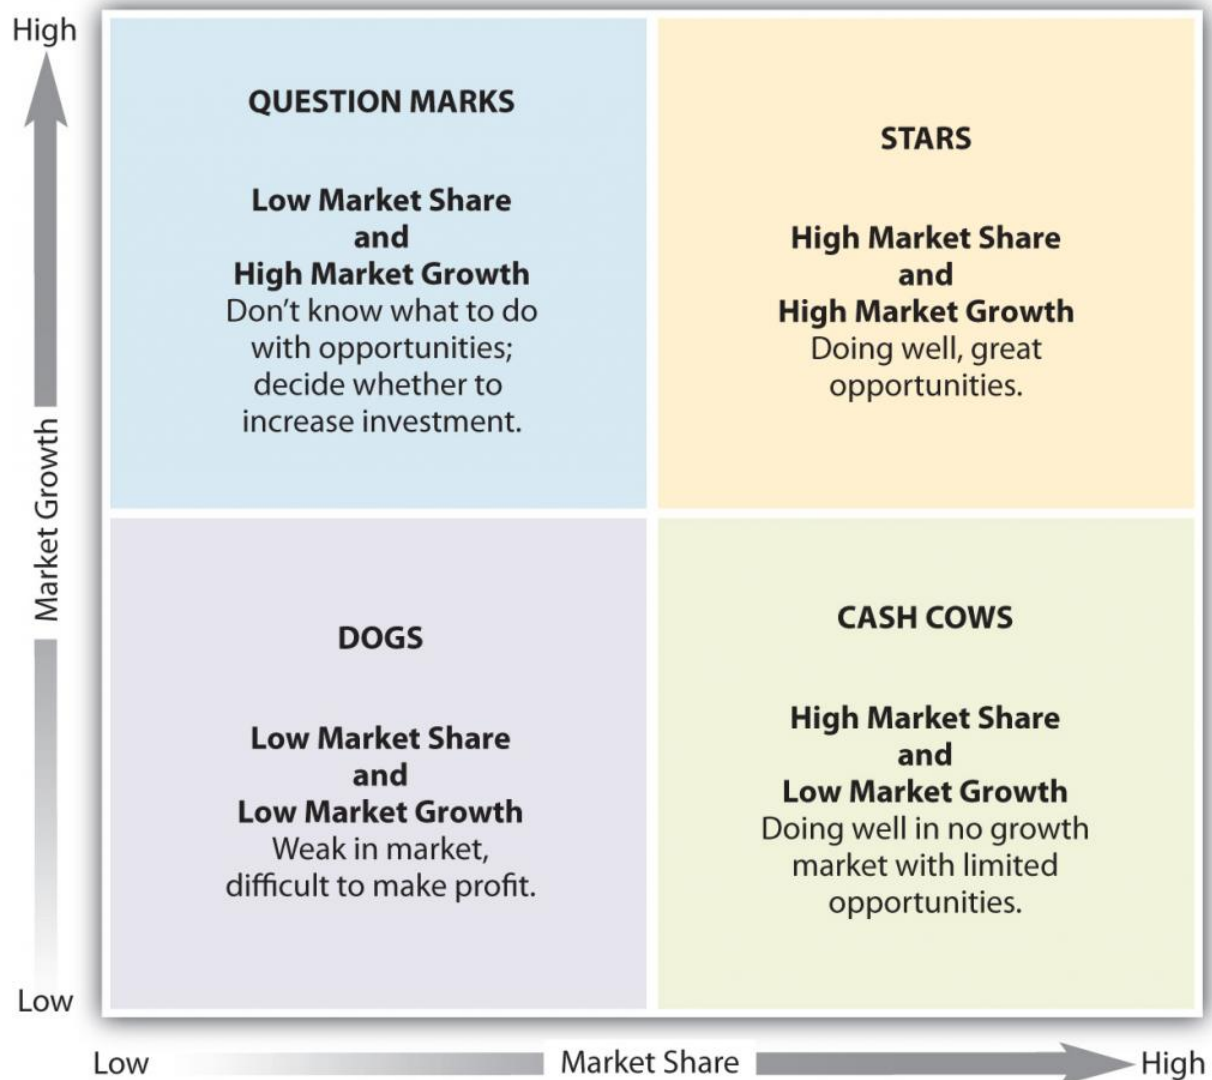 High
QUESTION MARKS
Low Market Share
and
High Market Growth
Don’t know what to do
with opportunities;
decide whether to
increase investment.
STARS
High Market Share
and
High Market Growth
Doing well, great
opportunities.
Market Growth
DOGS
Low Market Share
and
Low Market Growth
Weak in market,
difficult to make profit.
CASH COWS
High Market Share
and
Low Market Growth
Doing well in no growth
market with limited
opportunities.
Low
Low
Market Share
High